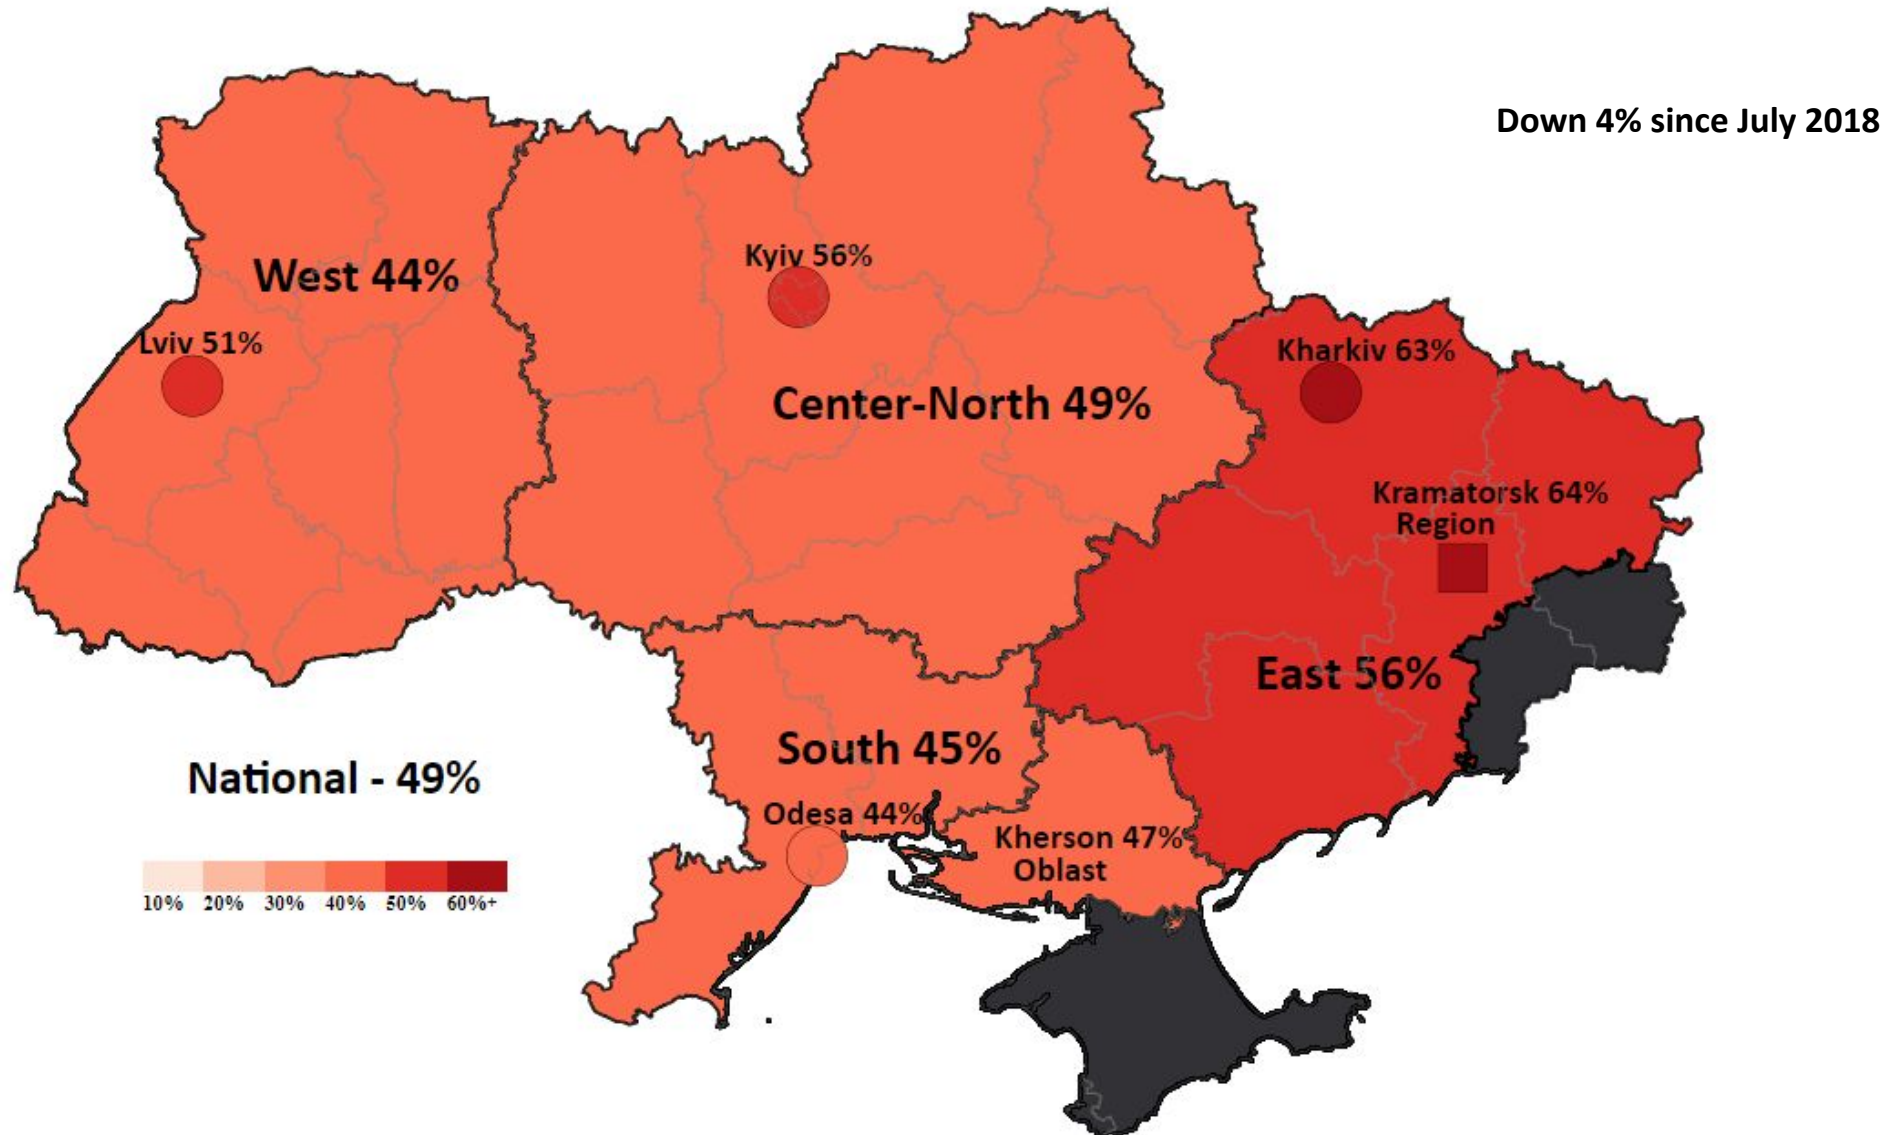 Down 4% since July 2018
West 44%
Kyiv 56%
Lviv 51%
Kharkiv 63%
Center-North 49%
Kramatorsk 64%
Region
East 56%
South 45%
National - 49%
Odesa 44%
Kherson 47%
Oblast
10% 20% 30% 40% 50% 60%+